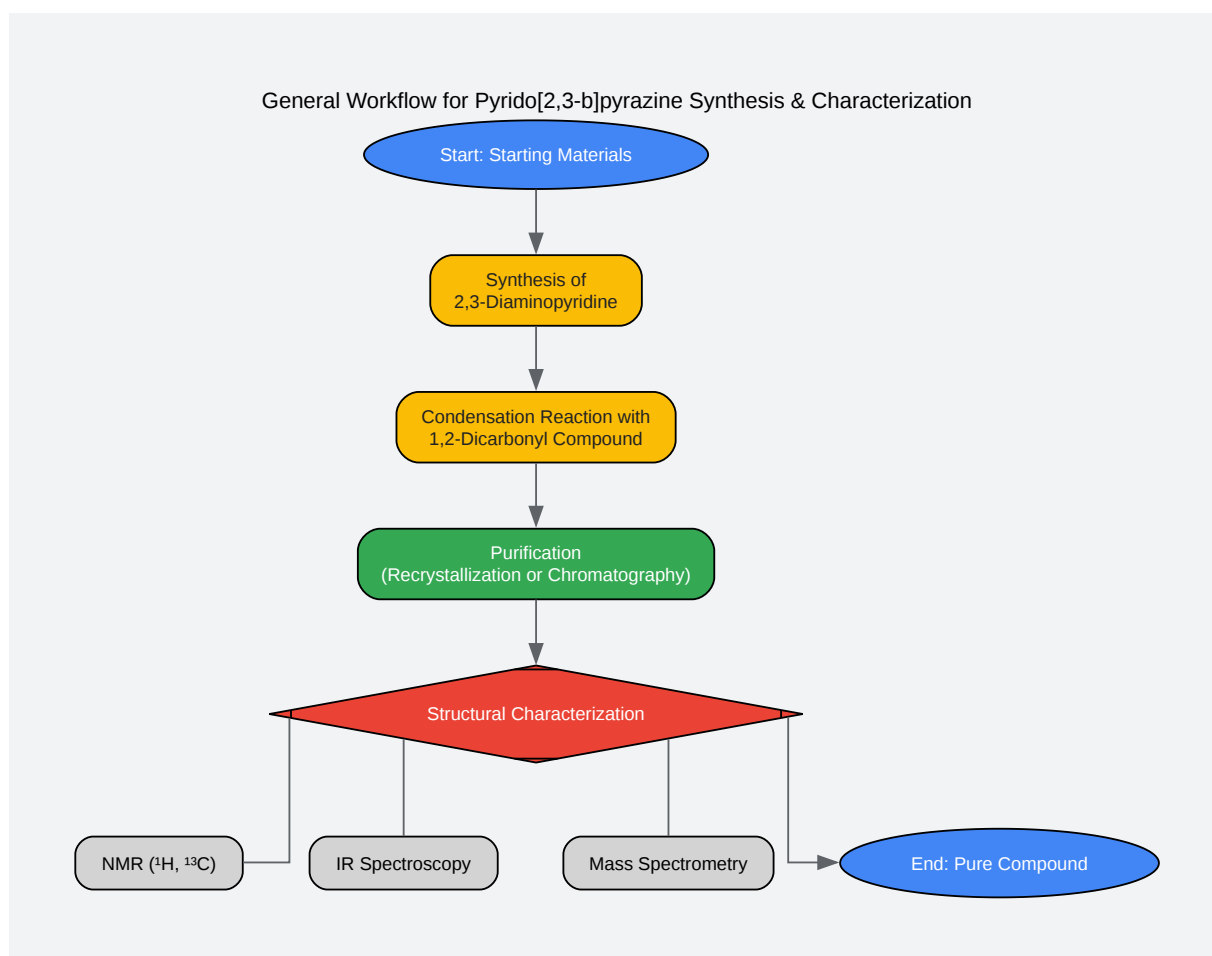 General Workflow for Pyrido[2,3-b]pyrazine Synthesis & Characterization
Start: Starting Materials
Synthesis of
2,3-Diaminopyridine
Condensation Reaction with
1,2-Dicarbonyl Compound
Purification
(Recrystallization or Chromatography)
Structural Characterization
NMR (¹H, ¹³C)
IR Spectroscopy
Mass Spectrometry
End: Pure Compound